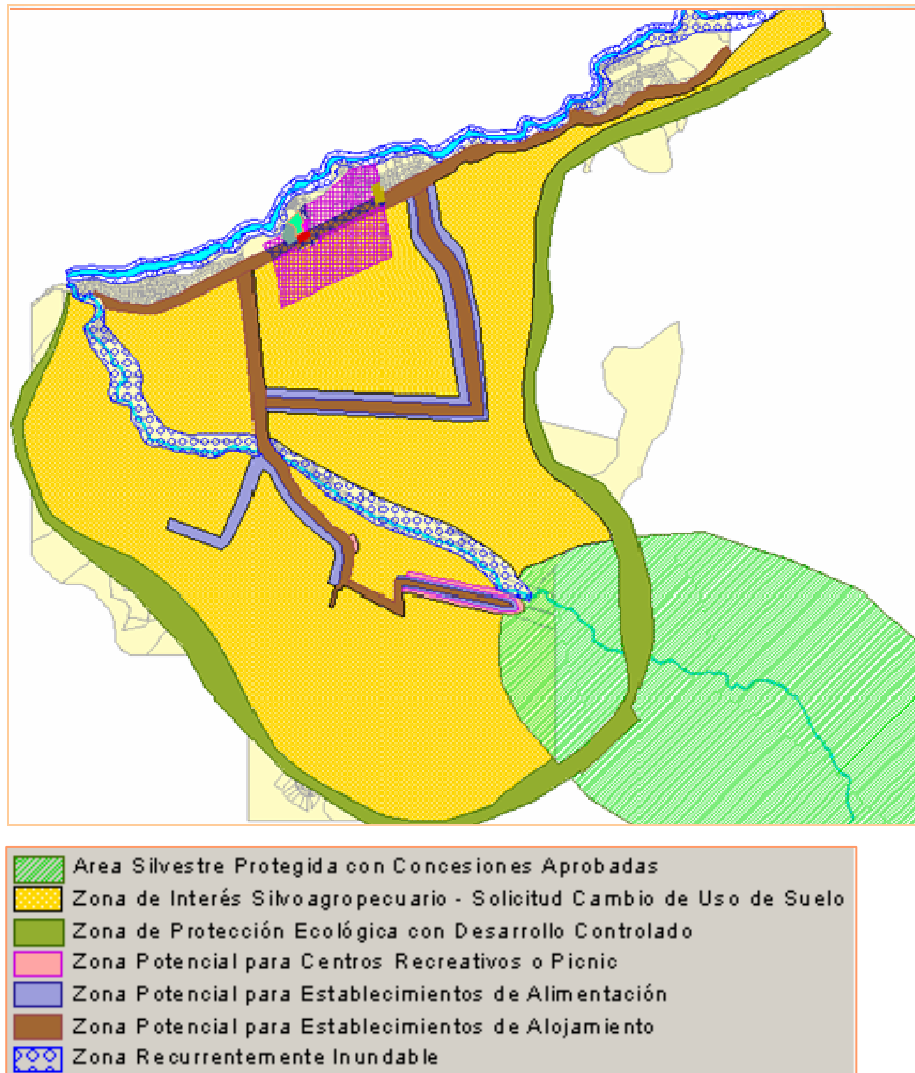 Area Silvestre Protegida con Concesiones Aprobadas
Zona de Interés Silvoagropecuario - Solicitud Cambio de Uso de Suelo
Zona de Protección Ecológica con Desarrollo Controlado
Zona Potencial para Centros Recreativos o Picnic
Zona Potencial para Establecimientos de Alimentación
Zona Potencial para Establecimientos de Alojamiento
Zona Recurrentemente Inundable